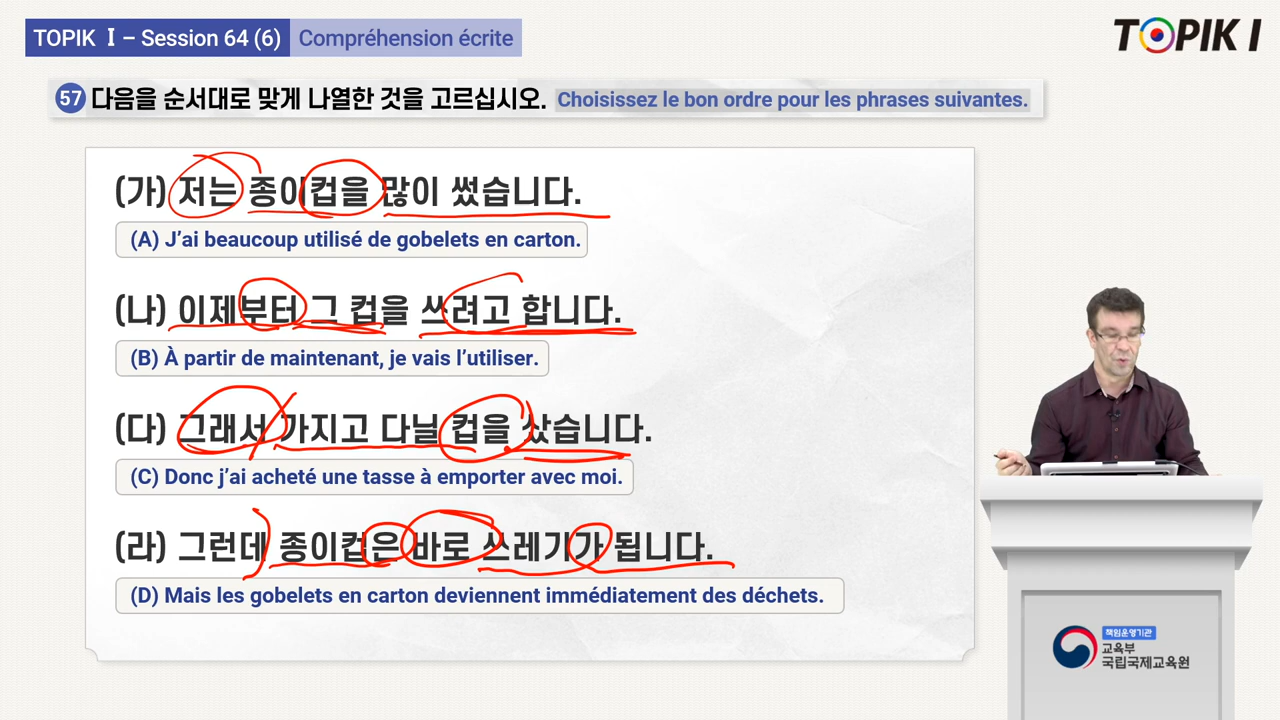 TOPIK I – Session 64 (6) Compréhension écrite
TOPIK I
57 다음을 순서대로 맞게 나열한 것을 고르십시오. Choisissez le bon ordre pour les phrases suivantes.
(가) 저는 종이컵을 많이 썼습니다.
(A) J’ai beaucoup utilisé de gobelets en carton.
(나) 이제부터 그 컵을 쓰려고 합니다.
(B) À partir de maintenant, je vais l’utiliser.
(다) 그래서 가지고 다닐 컵을 샀습니다.
(C) Donc j’ai acheté une tasse à emporter avec moi.
(라) 그런데 종이컵은 바로 쓰레기가 됩니다.
(D) Mais les gobelets en carton deviennent immédiatement des déchets.
책임운영기관
교육부
국립국제교육원